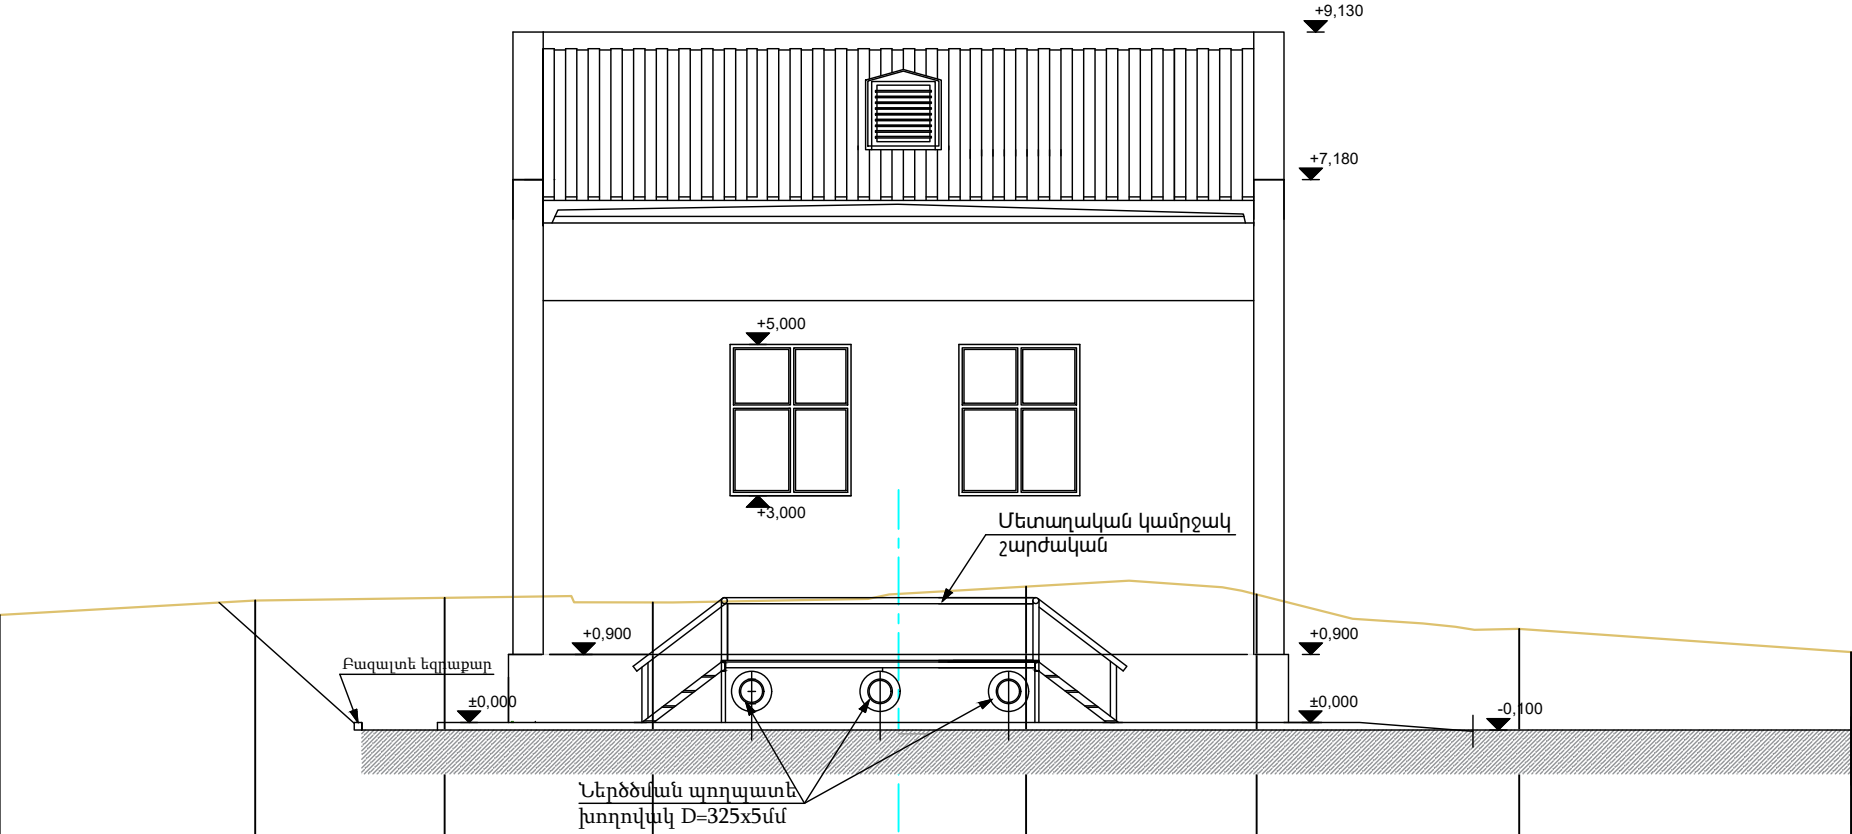 +9,130
+7,180
+5,000
+3,000
Մետաղական կամրջակ
շարժական
+0,900
+0,900
Բազալտե եզրաքար
±0,000
±0,000
-0,100
Ներծծման պողպատե
խողովակ D=325x5մմ